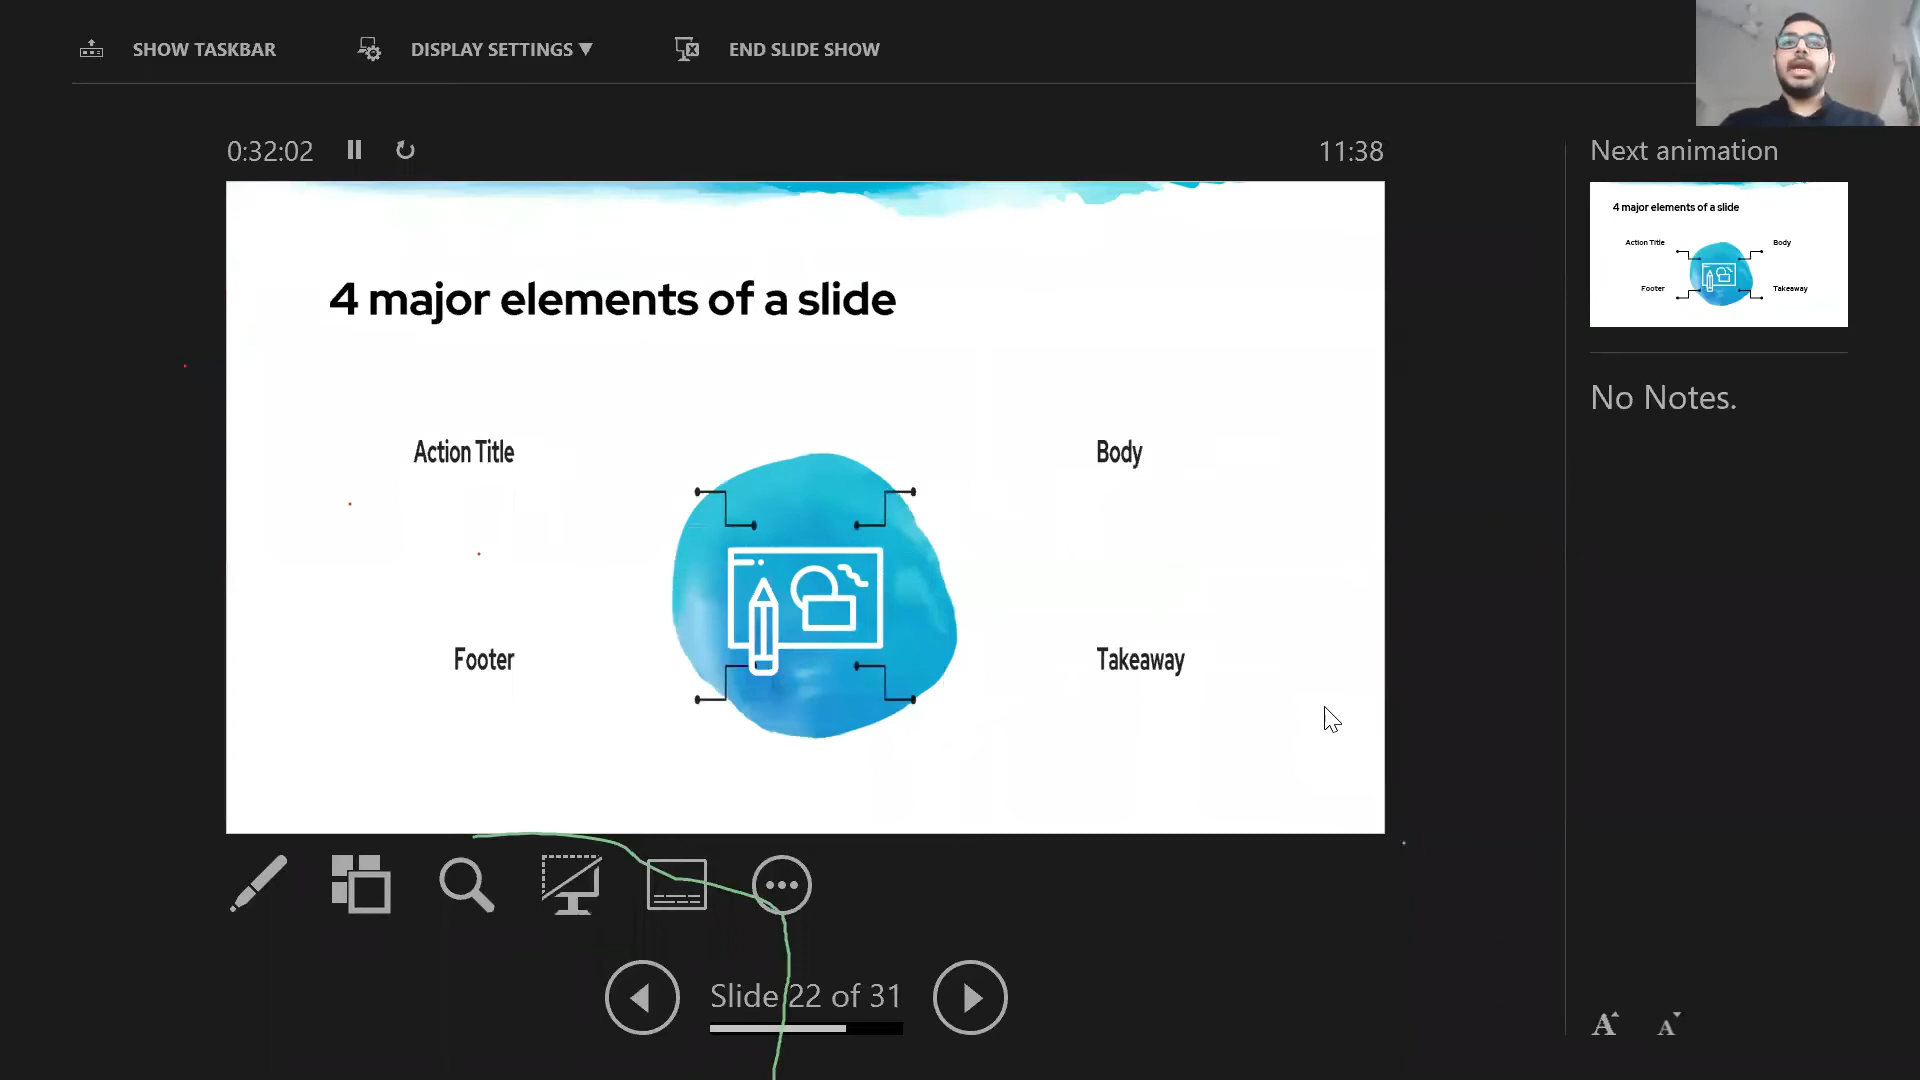 SHOW TASKBAR
DISPLAY SETTINGS ▼
END SLIDE SHOW
0:32:02
11:38
Next animation
4 major elements of a slide
Action Title
Body
Footer
Takeaway
4 major elements of a slide
Action Title
Body
Footer
Takeaway
No Notes.
Slide 22 of 31
A
A